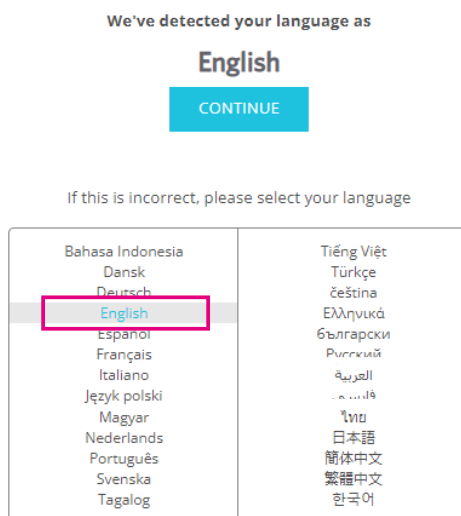 We've detected your language as
English
CONTINUE
If this is incorrect, please select your language
Bahasa Indonesia
Dansk
Deutsch
English
Español
Français
Italiano
Język polski
Magyar
Nederlands
Português
Svenska
Tagalog
Tiếng Việt
Türkçe
čeština
Ελληνικά
български
Русский
العربية
فارسی
ไทย
日本語
简体中文
繁體中文
한국어